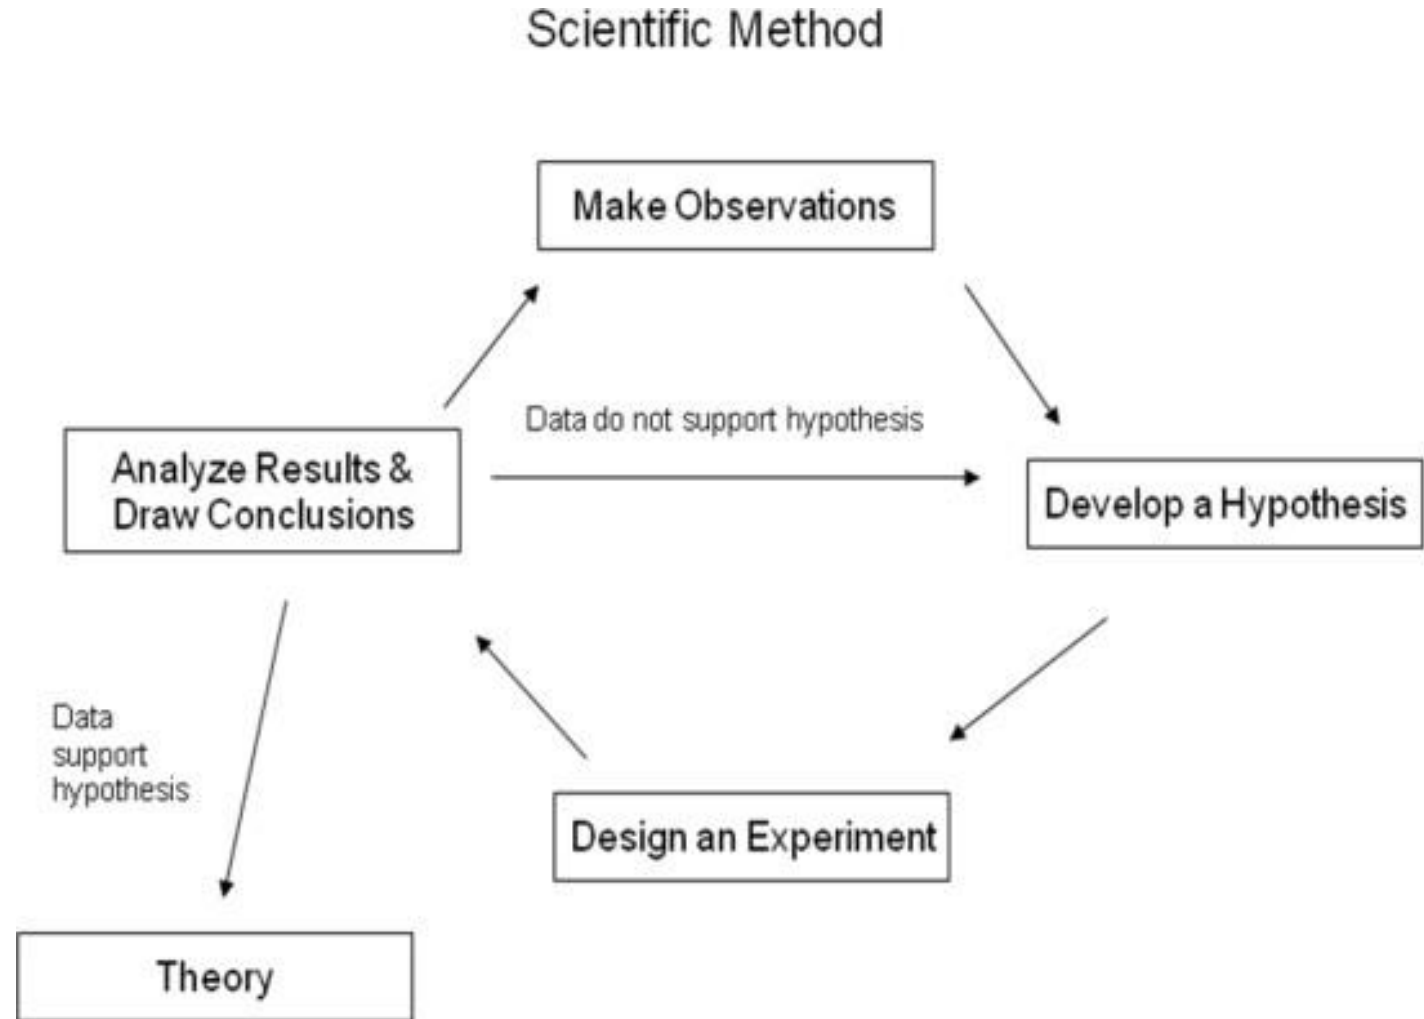 Scientific Method
Make Observations
Data do not support hypothesis
Analyze Results &
Draw Conclusions
Develop a Hypothesis
Data
support
hypothesis
Design an Experiment
Theory